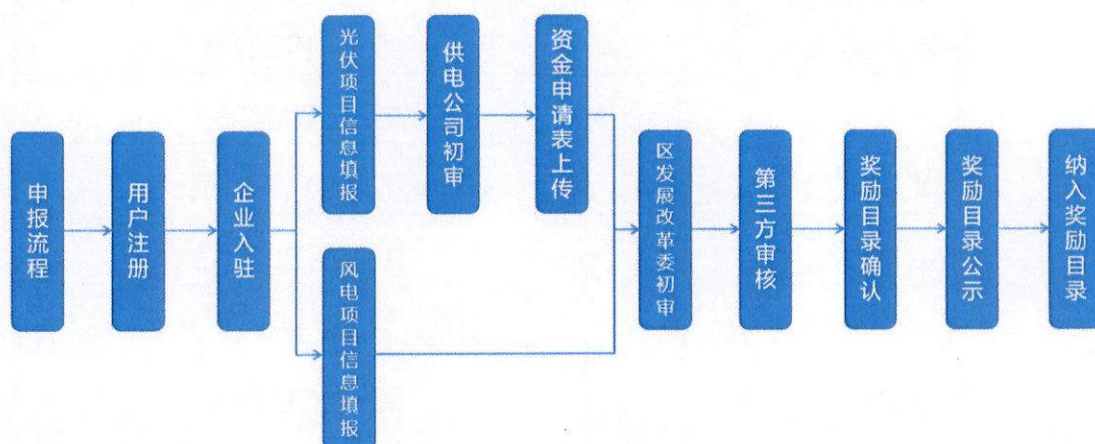 申报流程
用户注册
企业入驻
光伏项目信息填报
供电公司初审
资金申请表上传
风电项目信息填报
区发展改革委初审
第三方审核
奖励目录确认
奖励目录公示
纳入奖励目录